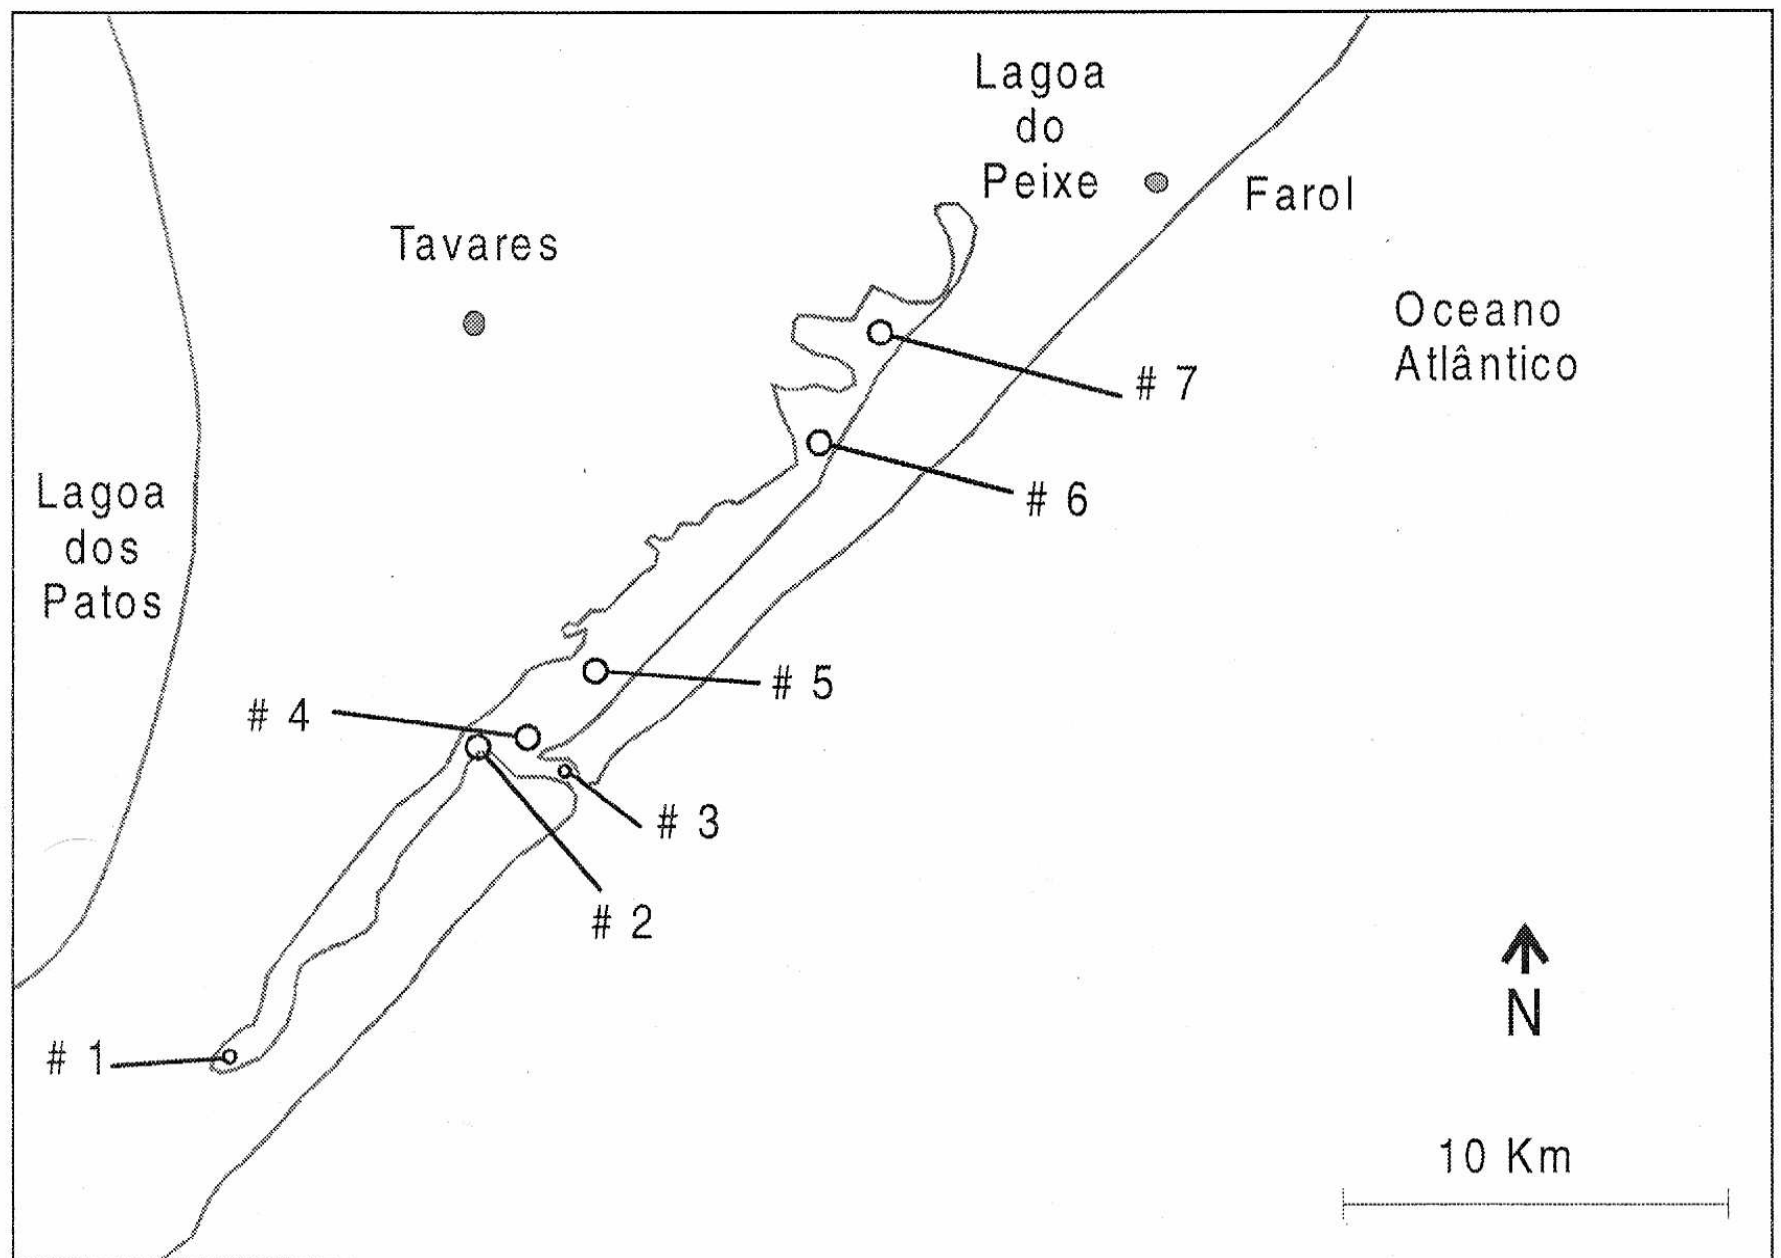 Lagoa
do
Peixe
Farol
Tavares
Oceano
Atlântico
# 7
# 6
Lagoa
dos
Patos
# 5
# 4
# 3
# 2
N
# 1
10 Km